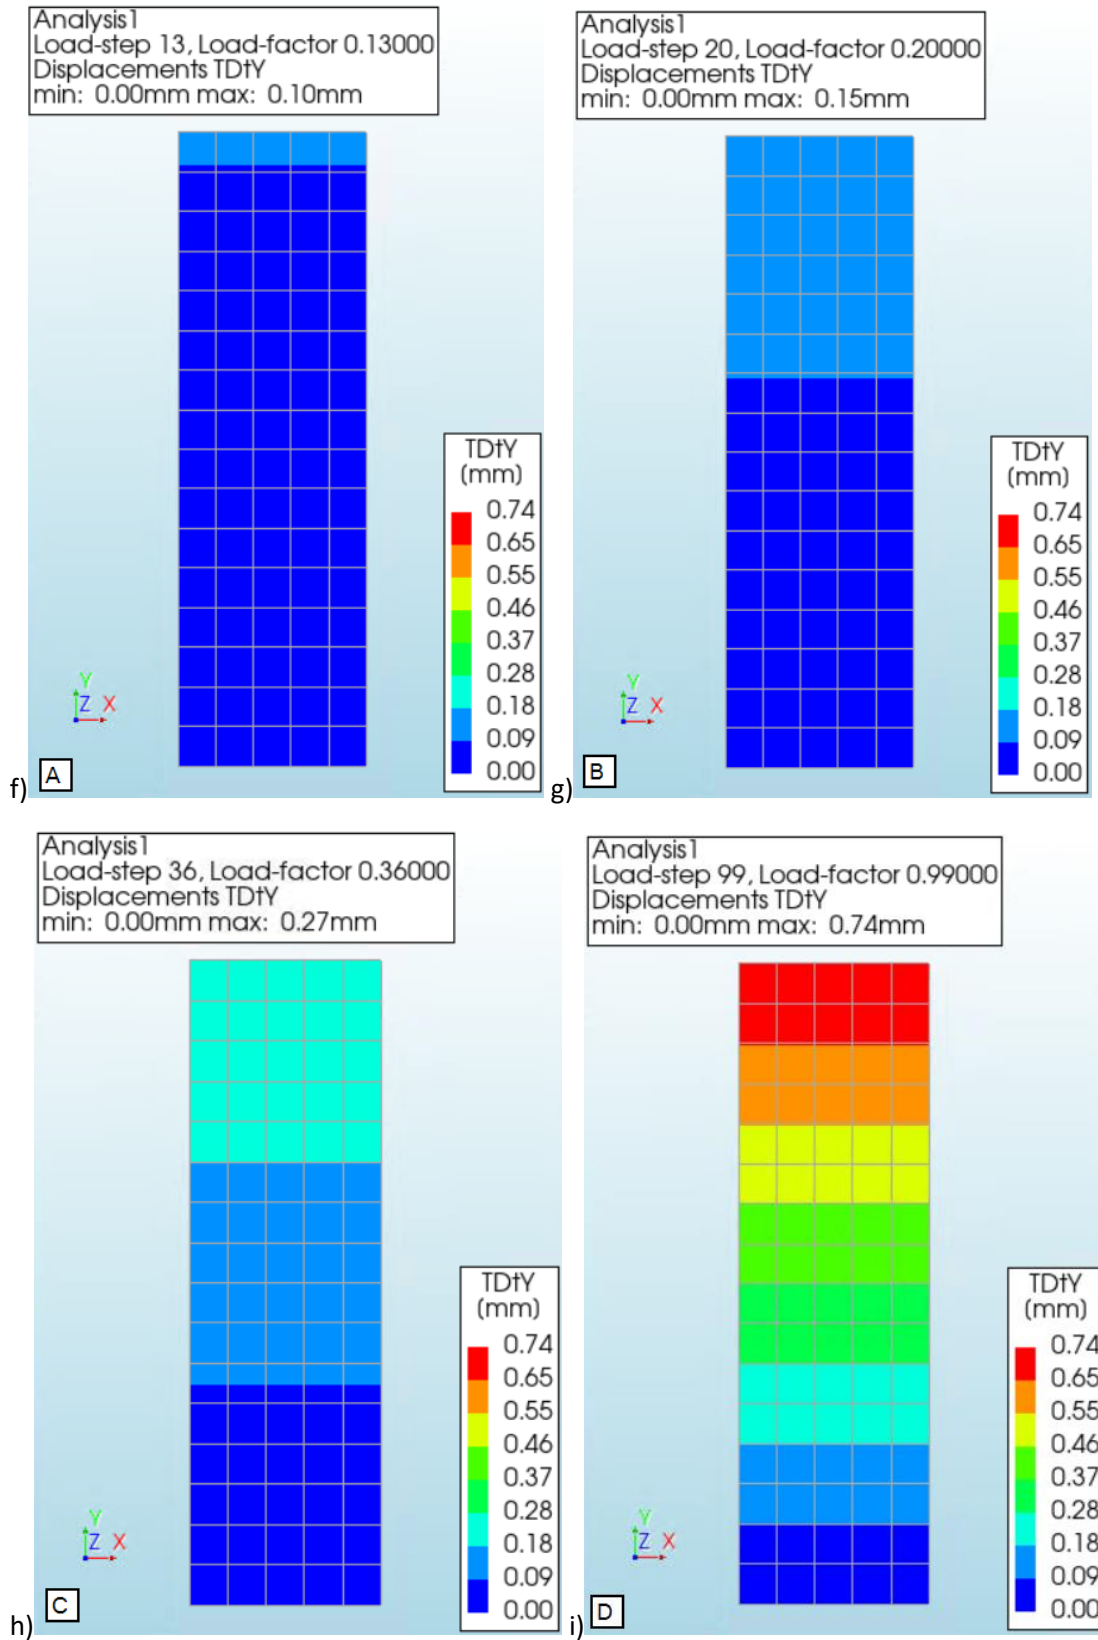 Analysis1
Load-step 13, Load-factor 0.13000
Displacements TDtY
min: 0.00mm max: 0.10mm
TDtY
(mm)
0.74
0.65
0.55
0.46
0.37
0.28
0.18
0.09
0.00
Y
Z X
f) A
Analysis1
Load-step 20, Load-factor 0.20000
Displacements TDtY
min: 0.00mm max: 0.15mm
TDtY
(mm)
0.74
0.65
0.55
0.46
0.37
0.28
0.18
0.09
0.00
Y
Z X
g) B
Analysis1
Load-step 36, Load-factor 0.36000
Displacements TDtY
min: 0.00mm max: 0.27mm
TDtY
(mm)
0.74
0.65
0.55
0.46
0.37
0.28
0.18
0.09
0.00
Y
Z X
h) C
Analysis1
Load-step 99, Load-factor 0.99000
Displacements TDtY
min: 0.00mm max: 0.74mm
TDtY
(mm)
0.74
0.65
0.55
0.46
0.37
0.28
0.18
0.09
0.00
Y
Z X
i) D